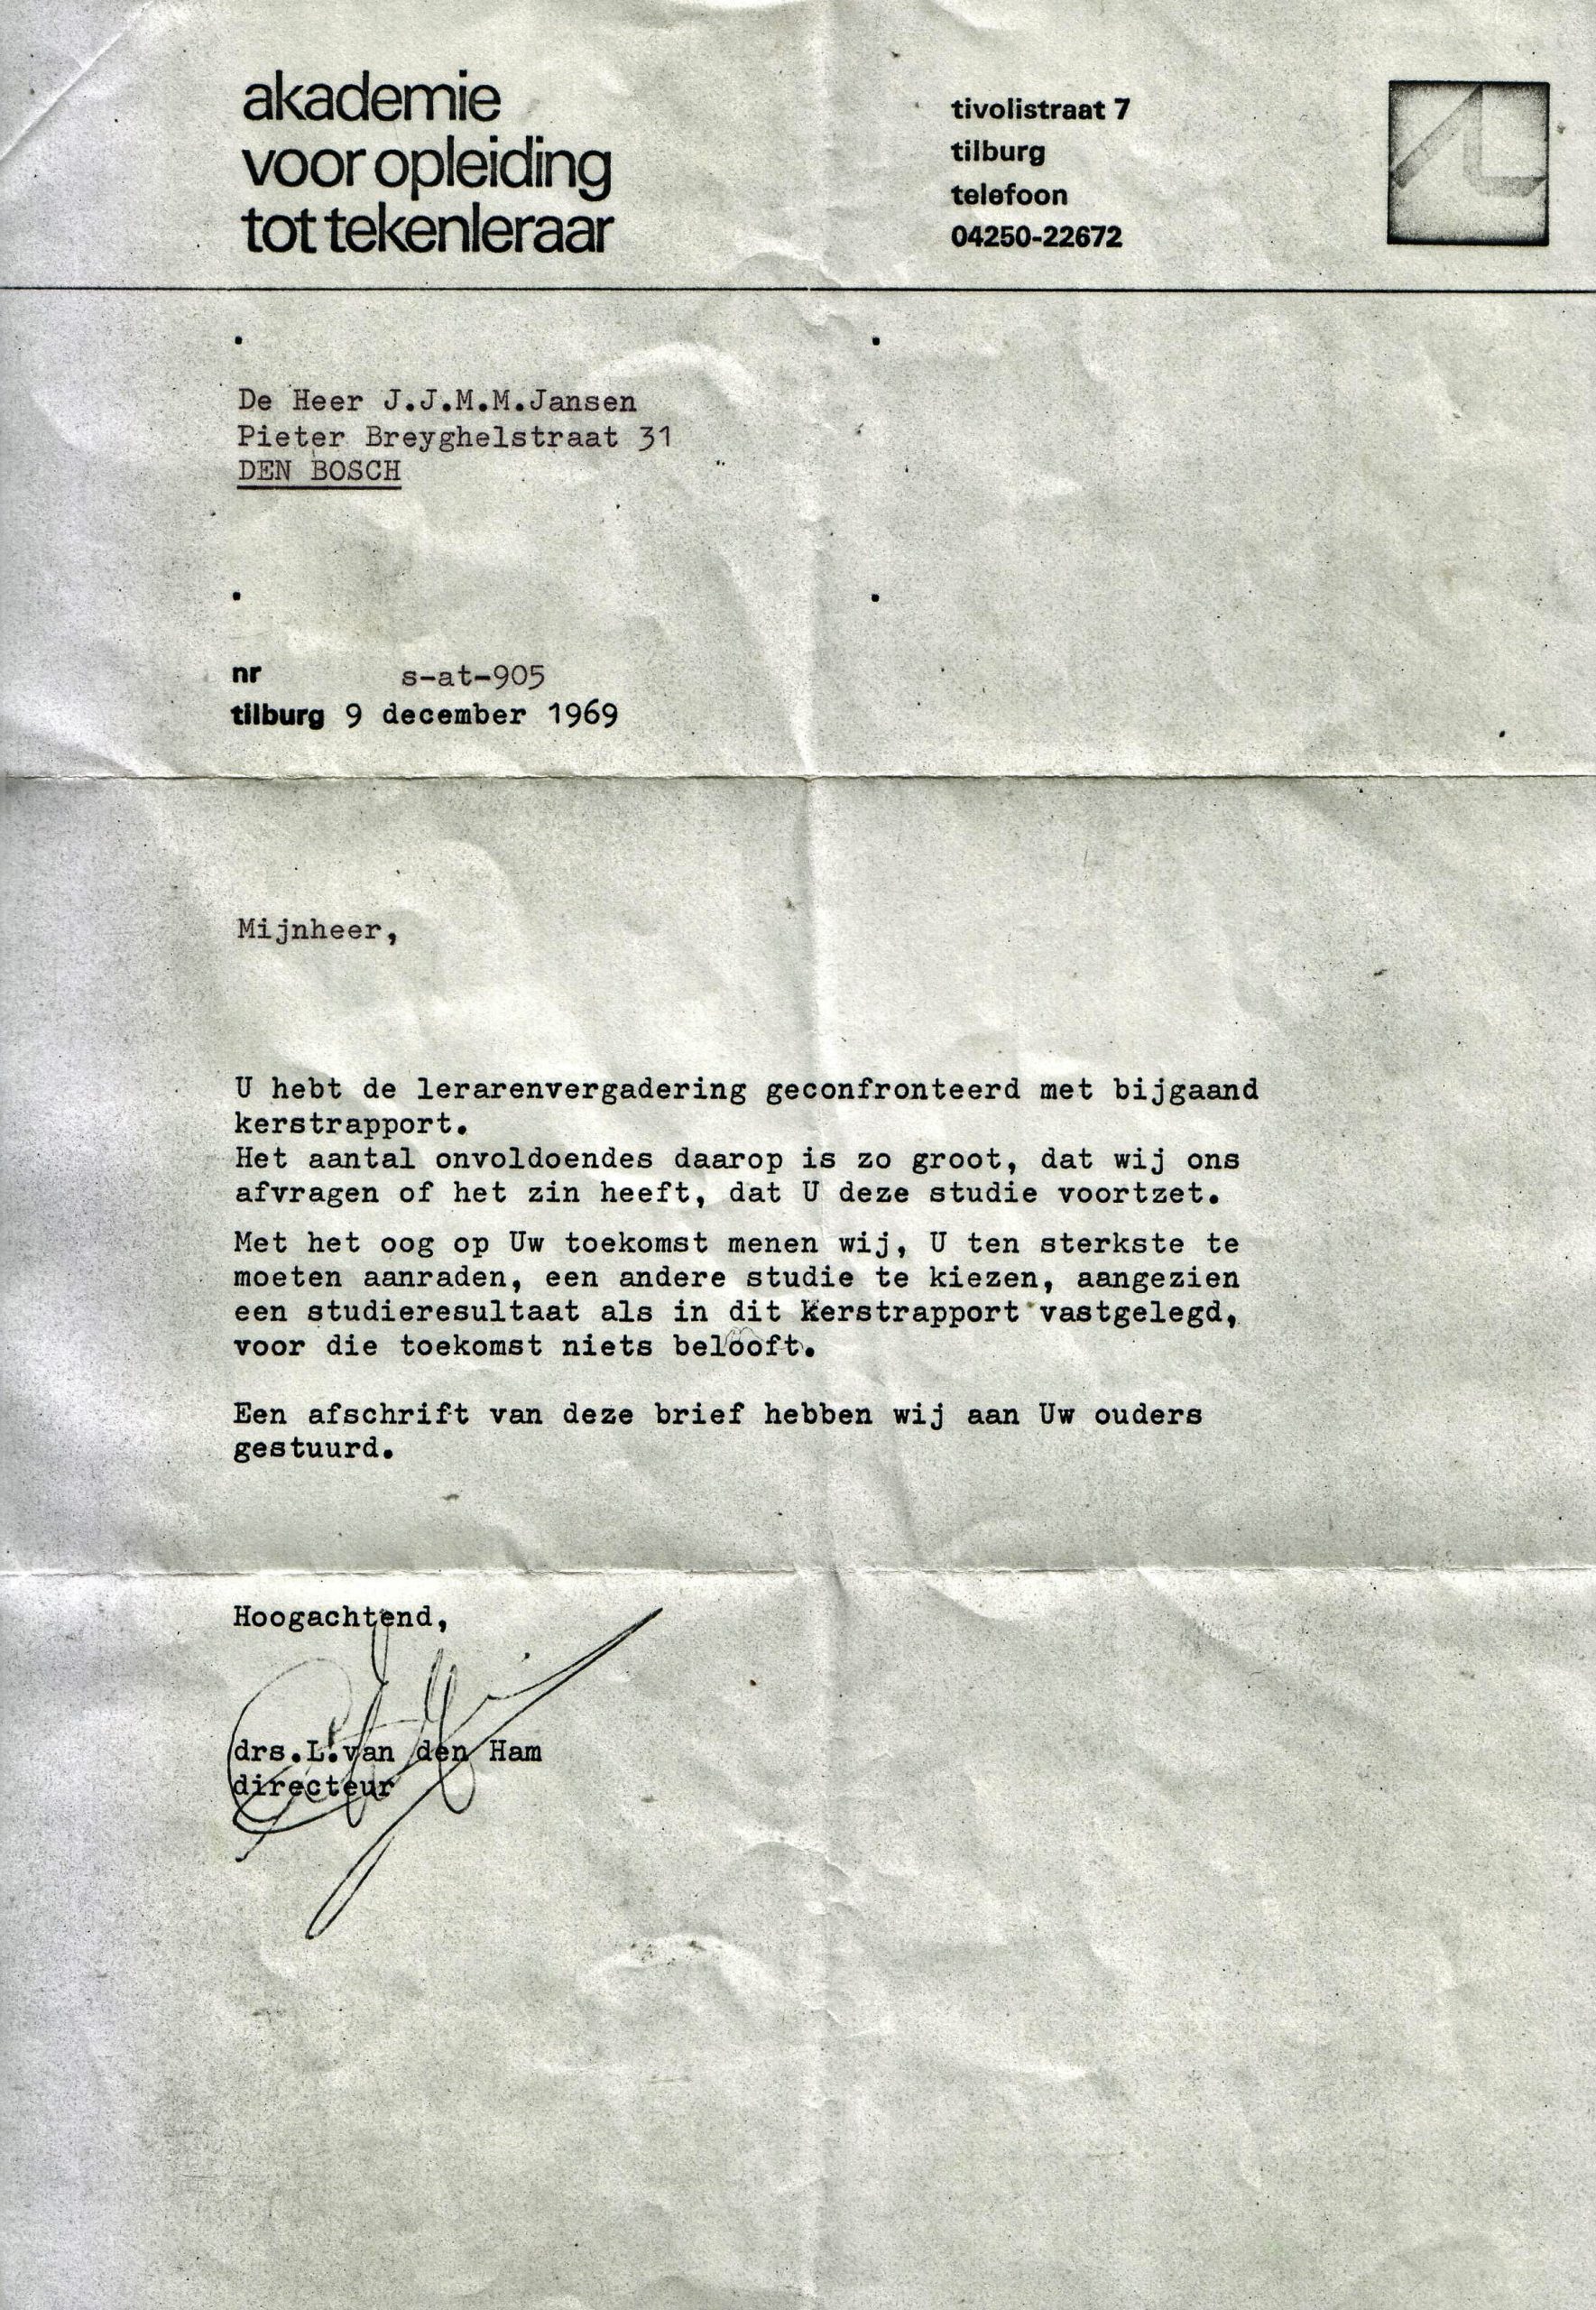 akademie
voor opleiding
tot tekenleraar
tivolistraat 7
tilburg
telefoon
04250-22672
De Heer J.J.M.M.Jansen
Pieter Breyghelstraat 31
DEN BOSCH
nr s-at-905
tilburg 9 december 1969
Mijnheer,
U hebt de lerarenvergadering geconfronteerd met bijgaand
kerstrapport.
Het aantal onvoldoendes daarop is zo groot, dat wij ons
afvragen of het zin heeft, dat U deze studie voortzet.
Met het oog op Uw toekomst menen wij, U ten sterkste te
moeten aanraden, een andere studie te kiezen, aangezien
een studieresultaat als in dit kerstrapport vastgelegd,
voor die toekomst niets belooft.
Een afschrift van deze brief hebben wij aan Uw ouders
gestuurd.
Hoogachtend,
drs.L.van den Ham
directeur